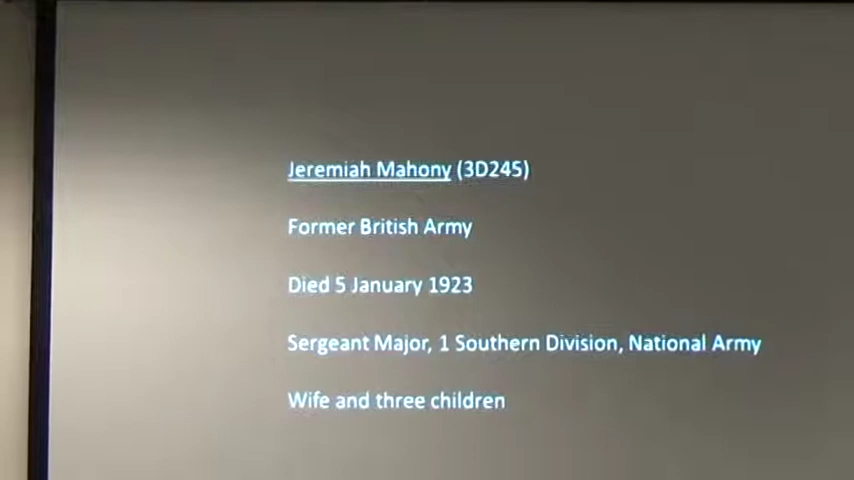 Jeremiah Mahony (3D245)
Former British Army
Died 5 January 1923
Sergeant Major, 1 Southern Division, National Army
Wife and three children